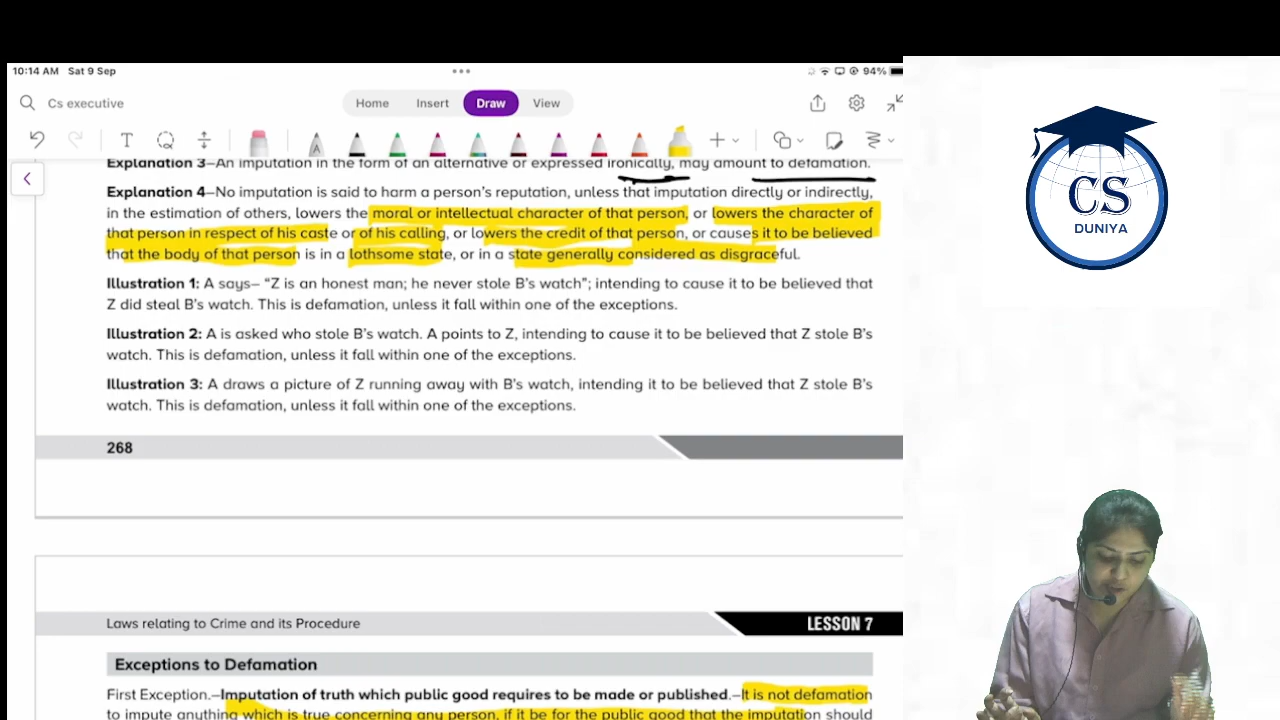 10:14 AM Sat 9 Sep
94%
Cs executive
Home Insert Draw View
Explanation 3–An imputation in the form of an alternative or expressed ironically, may amount to defamation.
Explanation 4–No imputation is said to harm a person's reputation, unless that imputation directly or indirectly,
in the estimation of others, lowers the moral or intellectual character of that person, or lowers the character of
that person in respect of his caste or of his calling, or lowers the credit of that person, or causes it to be believed
that the body of that person is in a lothsome state, or in a state generally considered as disgraceful.
Illustration 1: A says– "Z is an honest man; he never stole B's watch"; intending to cause it to be believed that
Z did steal B's watch. This is defamation, unless it fall within one of the exceptions.
Illustration 2: A is asked who stole B's watch. A points to Z, intending to cause it to be believed that Z stole B's
watch. This is defamation, unless it fall within one of the exceptions.
Illustration 3: A draws a picture of Z running away with B's watch, intending it to be believed that Z stole B's
watch. This is defamation, unless it fall within one of the exceptions.
268
Laws relating to Crime and its Procedure LESSON 7
Exceptions to Defamation
First Exception.–Imputation of truth which public good requires to be made or published.–It is not defamation
to impute anything which is true concerning any person, if it be for the public good that the imputation should
CS
DUNIYA